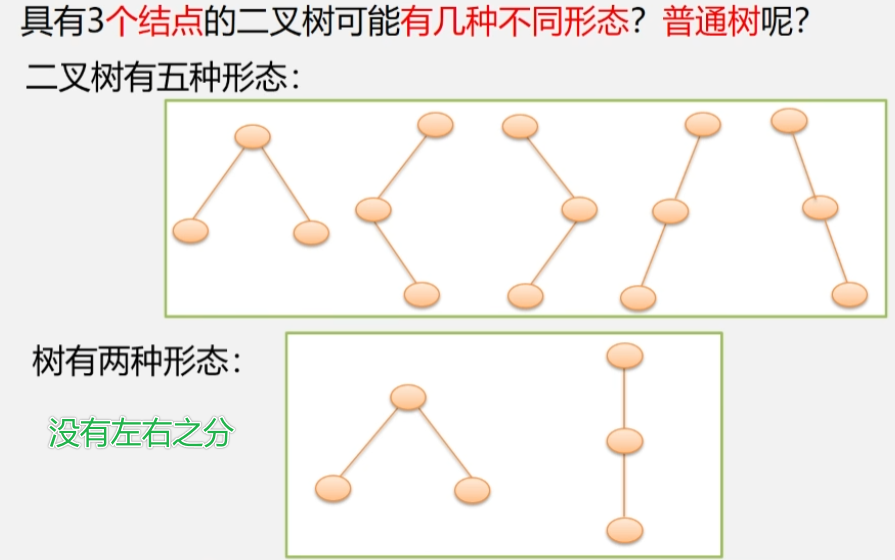 具有3个结点的二叉树可能有几种不同形态？普通树呢？
二叉树有五种形态：
树有两种形态：
没有左右之分